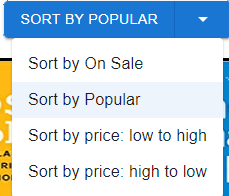 SORT BY POPULAR
Sort by On Sale
Sort by Popular
Sort by price: low to high
Sort by price: high to low